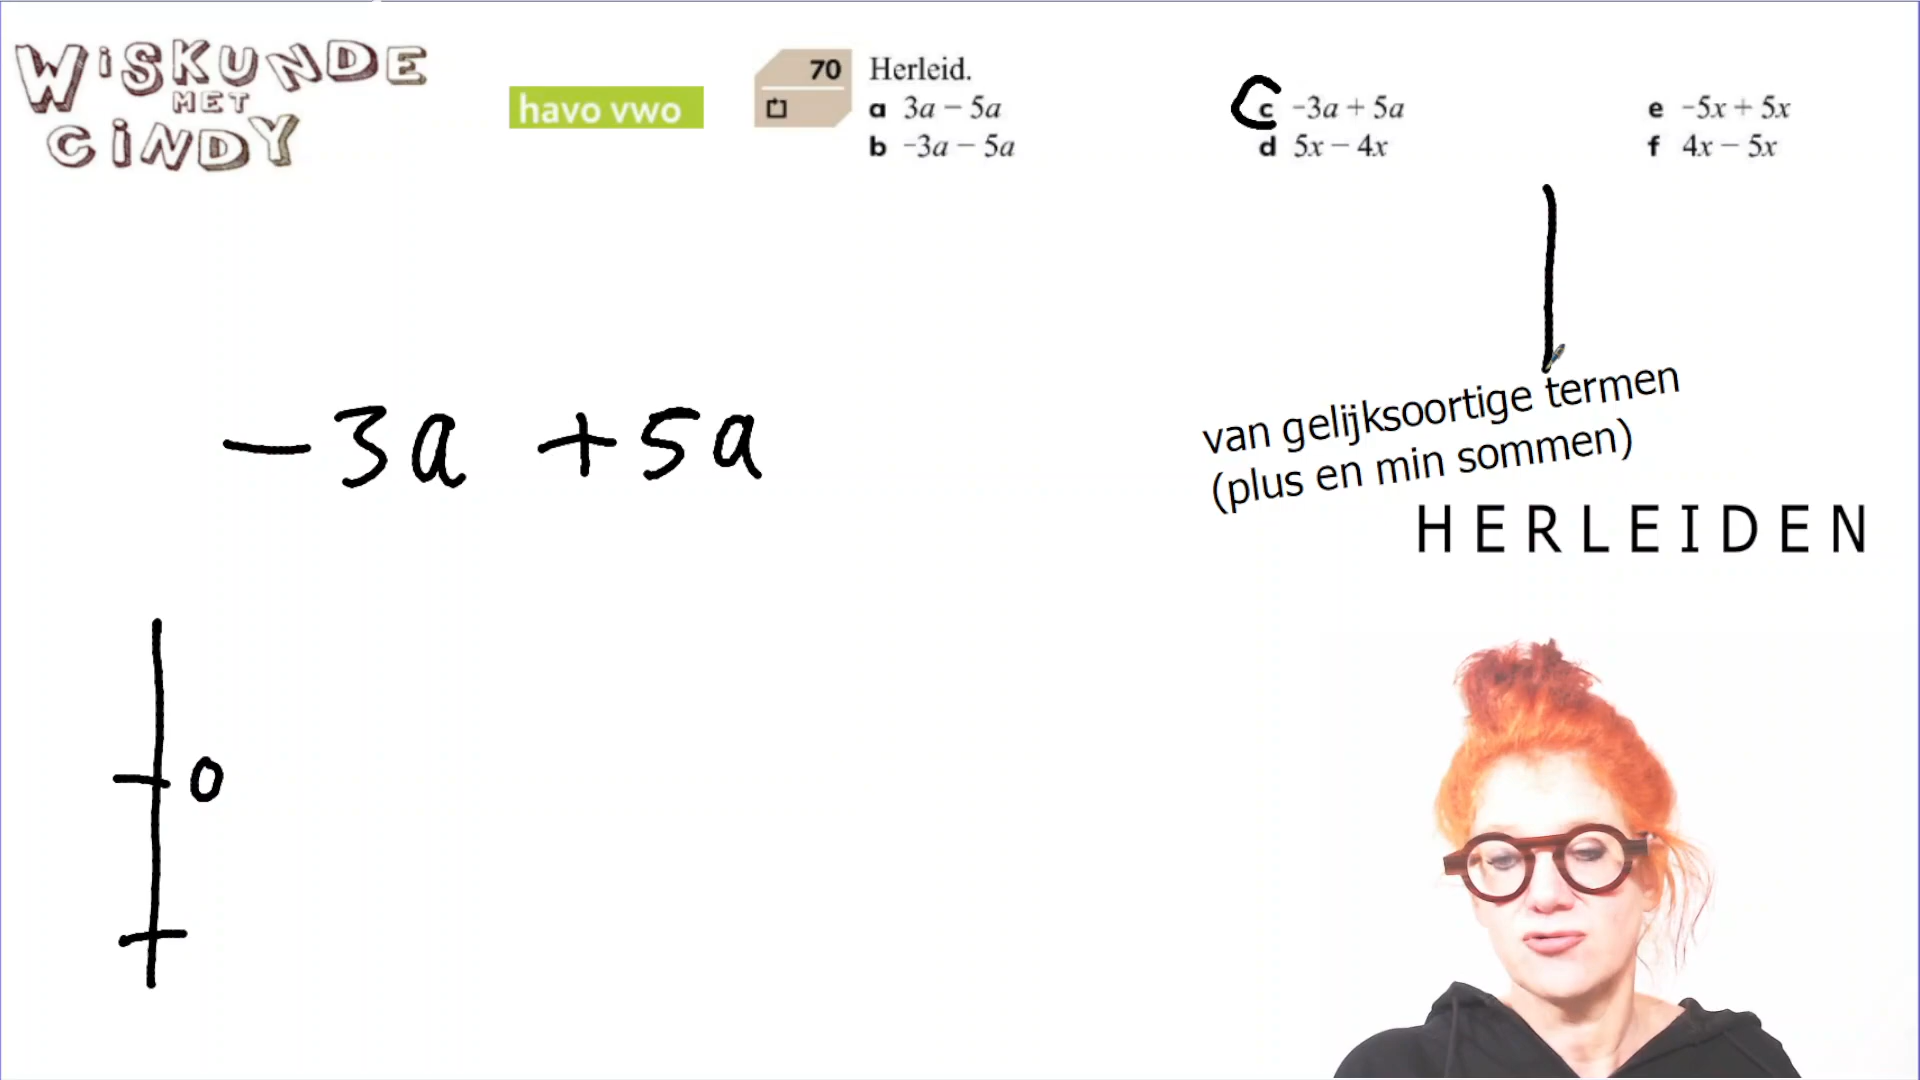 WiSKUNDE
MET
CiNDY
havo vwo
70 Herleid.
a 3a − 5a
b -3a − 5a
c -3a + 5a
d 5x − 4x
e -5x + 5x
f 4x − 5x
−3a +5a
van gelijksoortige termen
(plus en min sommen)
HERLEIDEN
0